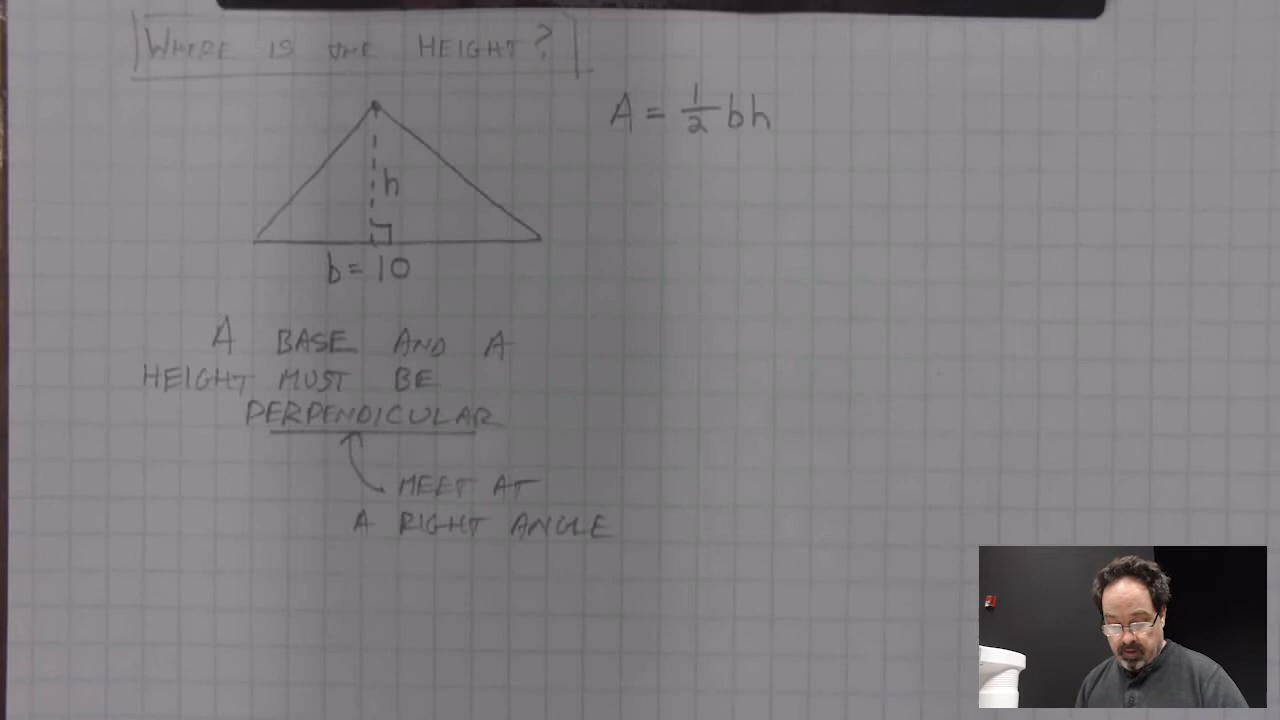 WHERE IS THE HEIGHT?
A = 1/2 bh
h
b = 10
A BASE AND A
HEIGHT MUST BE
PERPENDICULAR
MEET AT
A RIGHT ANGLE